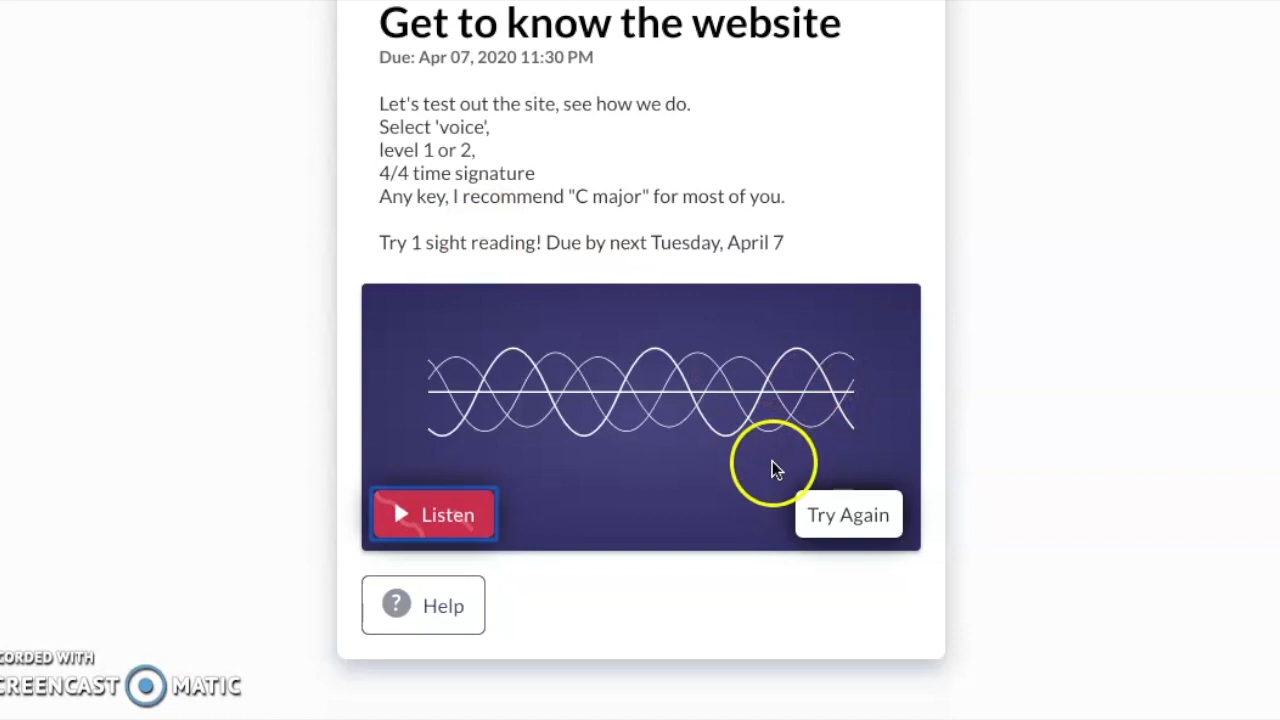 Get to know the website
Due: Apr 07, 2020 11:30 PM
Let's test out the site, see how we do.
Select 'voice',
level 1 or 2,
4/4 time signature
Any key, I recommend "C major" for most of you.
Try 1 sight reading! Due by next Tuesday, April 7
Listen
Try Again
? Help
CORDED WITH
CREENCAST MATIC